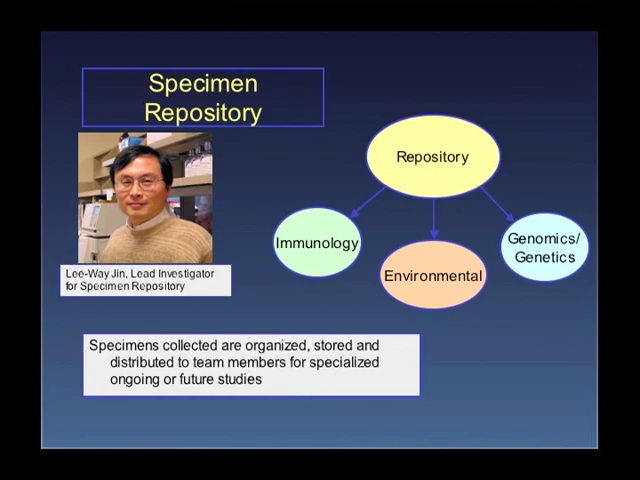 Specimen
Repository
Repository
Immunology
Environmental
Genomics/
Genetics
Lee-Way Jin, Lead Investigator
for Specimen Repository
Specimens collected are organized, stored and
distributed to team members for specialized
ongoing or future studies